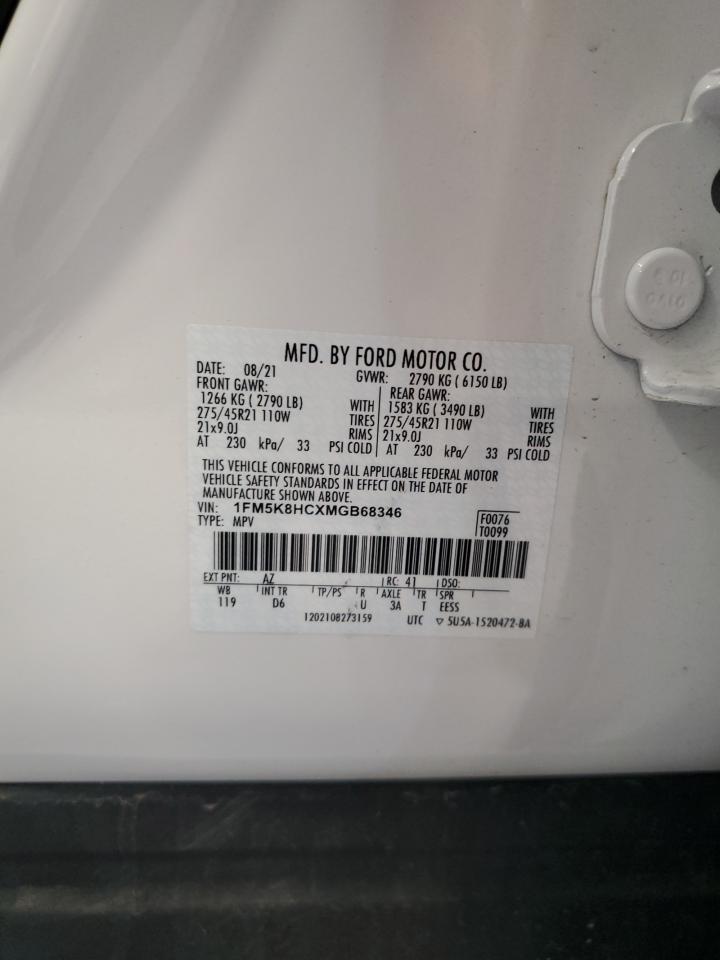 MFD. BY FORD MOTOR CO.
DATE: 08/21 GVWR: 2790 KG ( 6150 LB)
FRONT GAWR: REAR GAWR:
1266 KG ( 2790 LB) WITH 1583 KG ( 3490 LB) WITH
275/45R21 110W TIRES 275/45R21 110W TIRES
21x9.0J RIMS 21x9.0J RIMS
AT 230 kPa/ 33 PSI COLD AT 230 kPa/ 33 PSI COLD
THIS VEHICLE CONFORMS TO ALL APPLICABLE FEDERAL MOTOR
VEHICLE SAFETY STANDARDS IN EFFECT ON THE DATE OF
MANUFACTURE SHOWN ABOVE.
VIN: 1FM5K8HCXMGB68346 F0076
TYPE: MPV T0099
EXT PNT: AZ RC: 41 DSO:
WB INT TR TP/PS R AXLE TR SPR
119 D6 U 3A T EESS
1202108273159 UTC ▽ 5U5A-1520472-BA